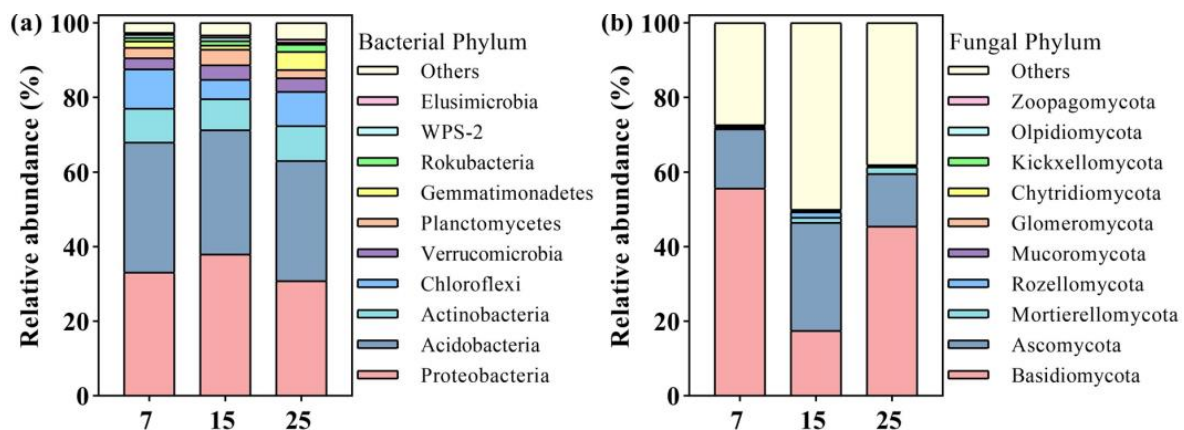 (a)
Relative abundance (%)
100
80
60
40
20
0
7 15 25
Bacterial Phylum
Others
Elusimicrobia
WPS-2
Rokubacteria
Gemmatimonadetes
Planctomycetes
Verrucomicrobia
Chloroflexi
Actinobacteria
Acidobacteria
Proteobacteria
(b)
Relative abundance (%)
100
80
60
40
20
0
7 15 25
Fungal Phylum
Others
Zoopagomycota
Olpidiomycota
Kickxellomycota
Chytridiomycota
Glomeromycota
Mucoromycota
Rozellomycota
Mortierellomycota
Ascomycota
Basidiomycota